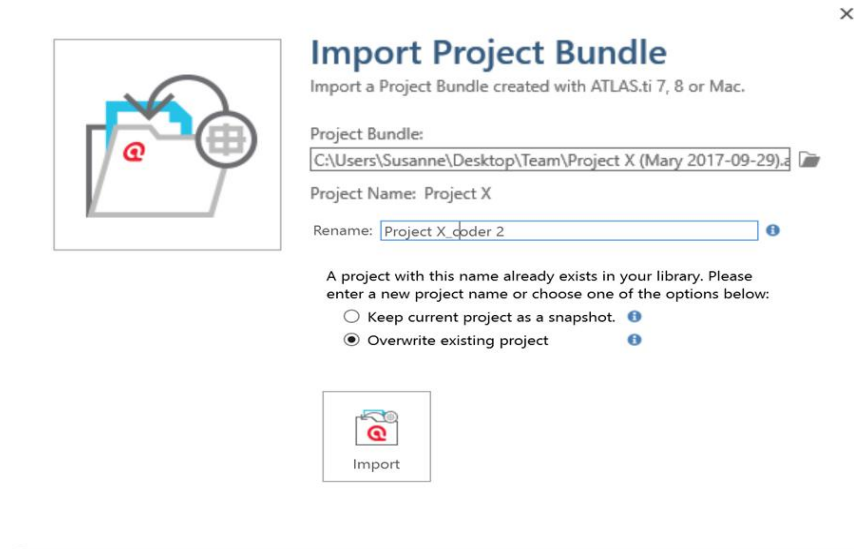 Import Project Bundle
Import a Project Bundle created with ATLAS.ti 7, 8 or Mac.
Project Bundle:
C:\Users\Susanne\Desktop\Team\Project X (Mary 2017-09-29).a
Project Name: Project X
Rename: Project X_coder 2
A project with this name already exists in your library. Please
enter a new project name or choose one of the options below:
Keep current project as a snapshot.
Overwrite existing project
Import